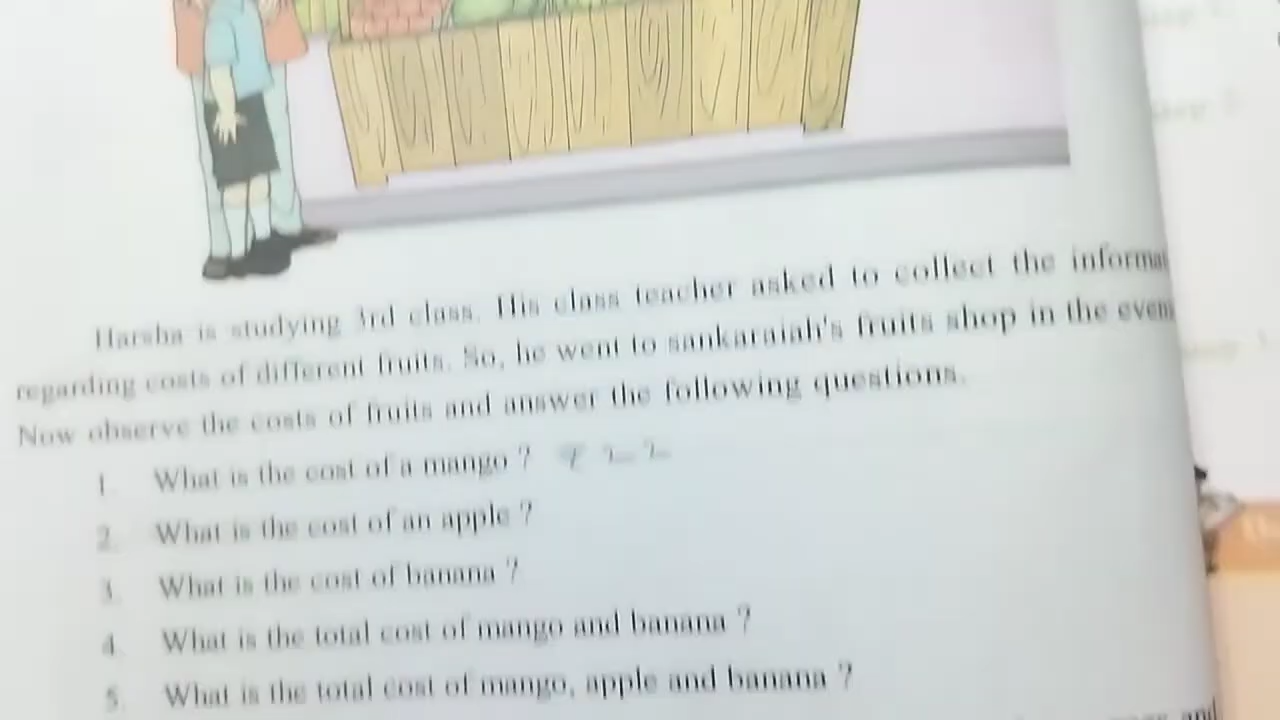 Harsha is studying 3rd class. His class teacher asked to collect the
regarding costs of different fruits. So, he went to sankaraiah's fruits shop in the
Now observe the costs of fruits and answer the following questions.
1. What is the cost of a mango ?
2. What is the cost of an apple ?
3. What is the cost of banana ?
4. What is the total cost of mango and banana ?
5. What is the total cost of mango, apple and banana ?
and